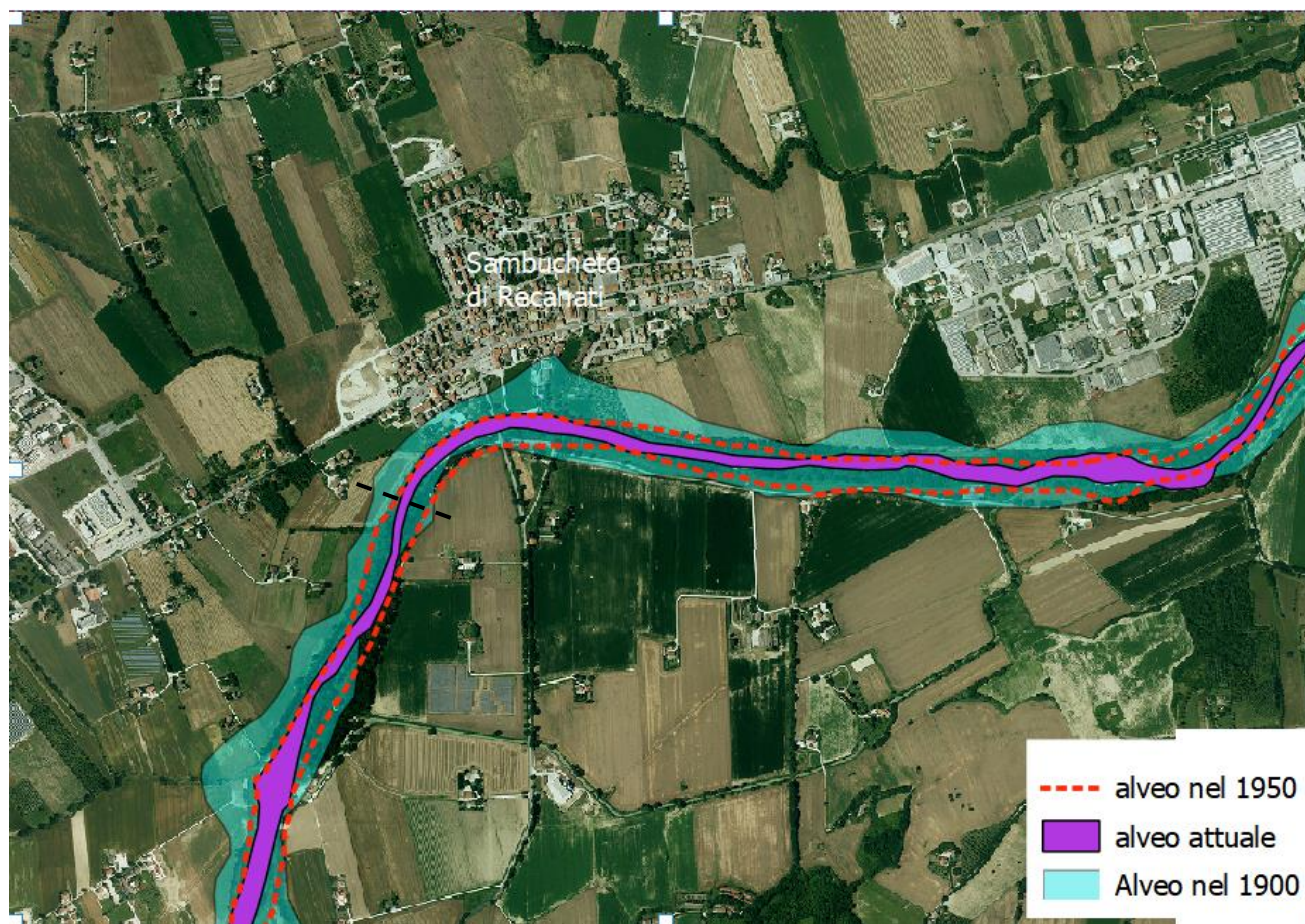 Sambucheto
di Recanati
alveo nel 1950
alveo attuale
Alveo nel 1900